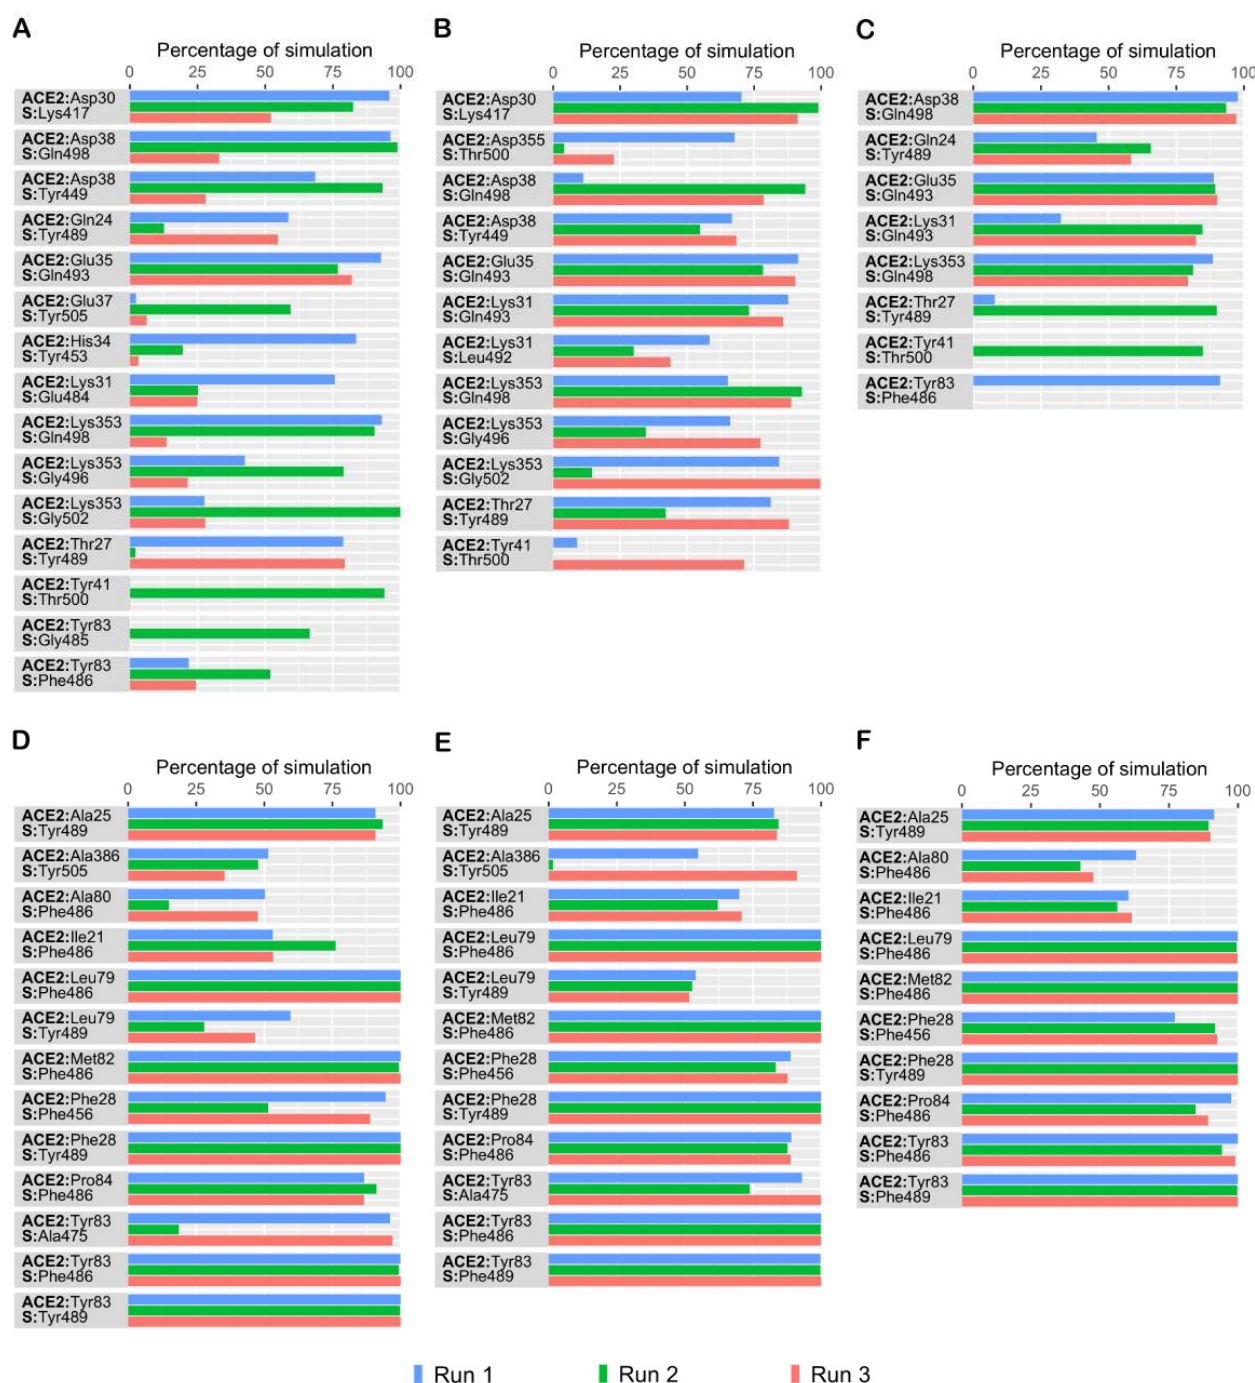 A
Percentage of simulation
0 25 50 75 100
ACE2:Asp30
S:Lys417
ACE2:Asp38
S:Gln498
ACE2:Asp38
S:Tyr449
ACE2:Gln24
S:Tyr489
ACE2:Glu35
S:Gln493
ACE2:Glu37
S:Tyr505
ACE2:His34
S:Tyr453
ACE2:Lys31
S:Glu484
ACE2:Lys353
S:Gln498
ACE2:Lys353
S:Gly496
ACE2:Lys353
S:Gly502
ACE2:Thr27
S:Tyr489
ACE2:Tyr41
S:Thr500
ACE2:Tyr83
S:Gly485
ACE2:Tyr83
S:Phe486
B
Percentage of simulation
0 25 50 75 100
ACE2:Asp30
S:Lys417
ACE2:Asp355
S:Thr500
ACE2:Asp38
S:Gln498
ACE2:Asp38
S:Tyr449
ACE2:Glu35
S:Gln493
ACE2:Lys31
S:Gln493
ACE2:Lys31
S:Leu492
ACE2:Lys353
S:Gln498
ACE2:Lys353
S:Gly496
ACE2:Lys353
S:Gly502
ACE2:Thr27
S:Tyr489
ACE2:Tyr41
S:Thr500
C
Percentage of simulation
0 25 50 75 100
ACE2:Asp38
S:Gln498
ACE2:Gln24
S:Tyr489
ACE2:Glu35
S:Gln493
ACE2:Lys31
S:Gln493
ACE2:Lys353
S:Gln498
ACE2:Thr27
S:Tyr489
ACE2:Tyr41
S:Thr500
ACE2:Tyr83
S:Phe486
D
Percentage of simulation
0 25 50 75 100
ACE2:Ala25
S:Tyr489
ACE2:Ala386
S:Tyr505
ACE2:Ala80
S:Phe486
ACE2:Ile21
S:Phe486
ACE2:Leu79
S:Phe486
ACE2:Leu79
S:Tyr489
ACE2:Met82
S:Phe486
ACE2:Phe28
S:Phe456
ACE2:Phe28
S:Tyr489
ACE2:Pro84
S:Phe486
ACE2:Tyr83
S:Ala475
ACE2:Tyr83
S:Phe486
ACE2:Tyr83
S:Tyr489
E
Percentage of simulation
0 25 50 75 100
ACE2:Ala25
S:Tyr489
ACE2:Ala386
S:Tyr505
ACE2:Ile21
S:Phe486
ACE2:Leu79
S:Phe486
ACE2:Leu79
S:Tyr489
ACE2:Met82
S:Phe486
ACE2:Phe28
S:Phe456
ACE2:Phe28
S:Tyr489
ACE2:Pro84
S:Phe486
ACE2:Tyr83
S:Ala475
ACE2:Tyr83
S:Phe486
ACE2:Tyr83
S:Phe489
F
Percentage of simulation
0 25 50 75 100
ACE2:Ala25
S:Tyr489
ACE2:Ala80
S:Phe486
ACE2:Ile21
S:Phe486
ACE2:Leu79
S:Phe486
ACE2:Met82
S:Phe486
ACE2:Phe28
S:Phe456
ACE2:Phe28
S:Tyr489
ACE2:Pro84
S:Phe486
ACE2:Tyr83
S:Phe486
ACE2:Tyr83
S:Phe489
Run 1 Run 2 Run 3